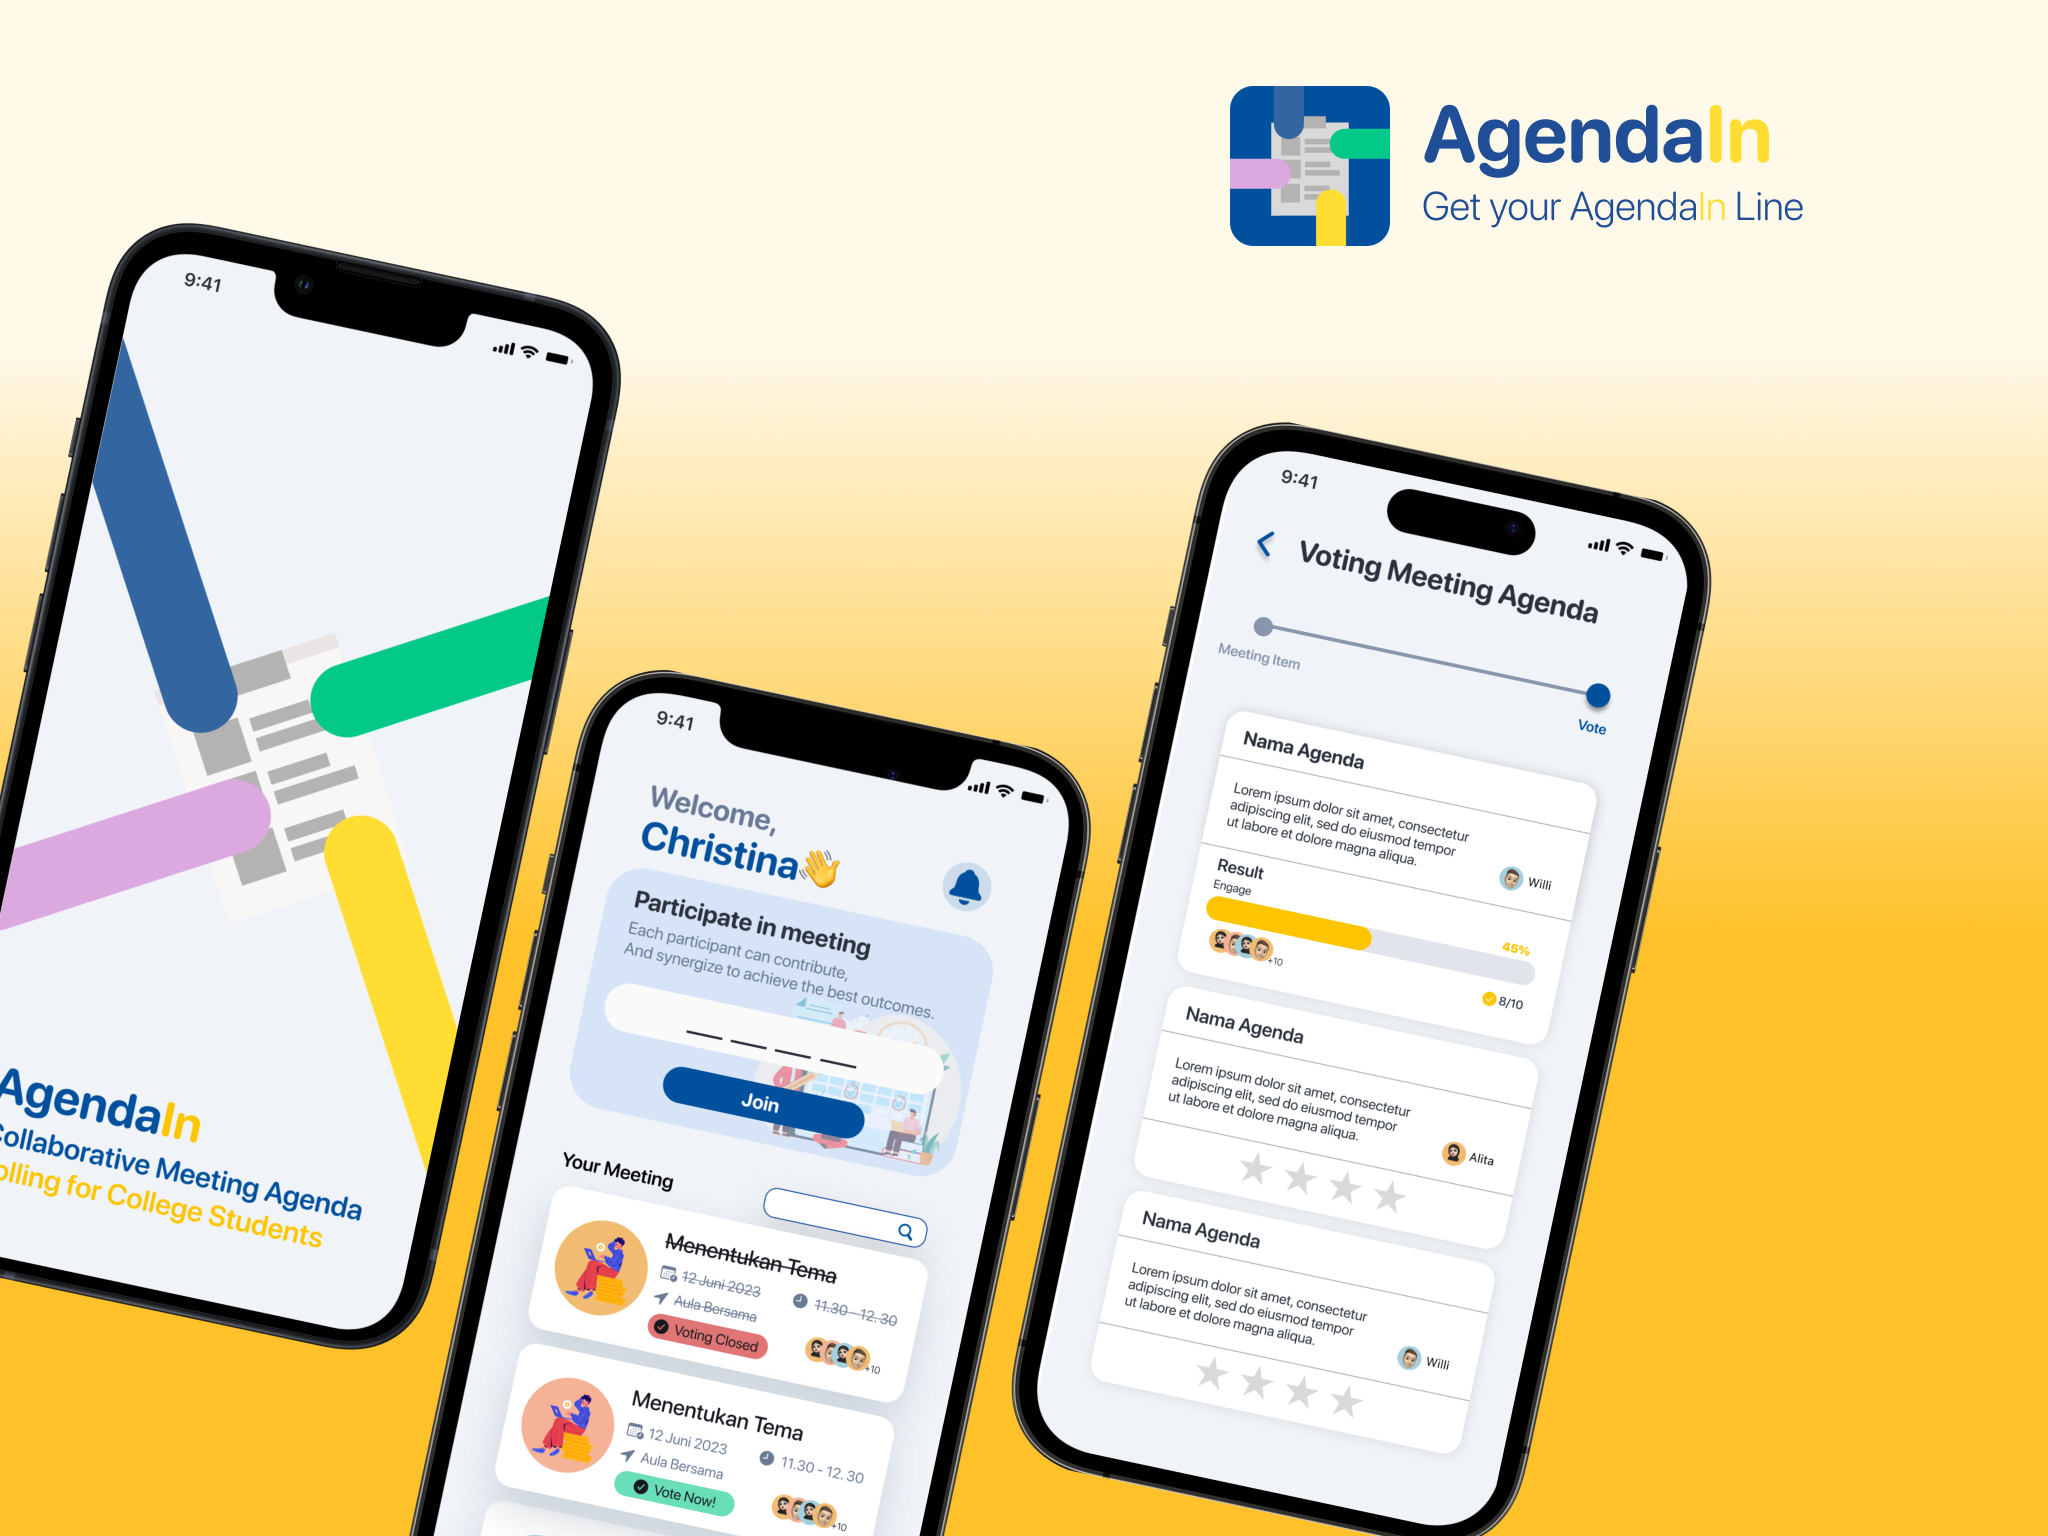 AgendaIn
Get your AgendaIn Line
9:41
AgendaIn
Collaborative Meeting Agenda
olling for College Students
9:41
Welcome,
Christina👋
Participate in meeting
Each participant can contribute,
And synergize to achieve the best outcomes.
Join
Your Meeting
Menentukan Tema
12 Juni 2023
11.30 - 12. 30
Aula Bersama
Voting Closed
+10
Menentukan Tema
12 Juni 2023
11.30 - 12. 30
Aula Bersama
Vote Now!
+10
9:41
Voting Meeting Agenda
Meeting Item
Vote
Nama Agenda
Lorem ipsum dolor sit amet, consectetur
adipiscing elit, sed do eiusmod tempor
ut labore et dolore magna aliqua.
Willi
Result
Engage
45%
+10
8/10
Nama Agenda
Lorem ipsum dolor sit amet, consectetur
adipiscing elit, sed do eiusmod tempor
ut labore et dolore magna aliqua.
Alita
Nama Agenda
Lorem ipsum dolor sit amet, consectetur
adipiscing elit, sed do eiusmod tempor
ut labore et dolore magna aliqua.
Willi